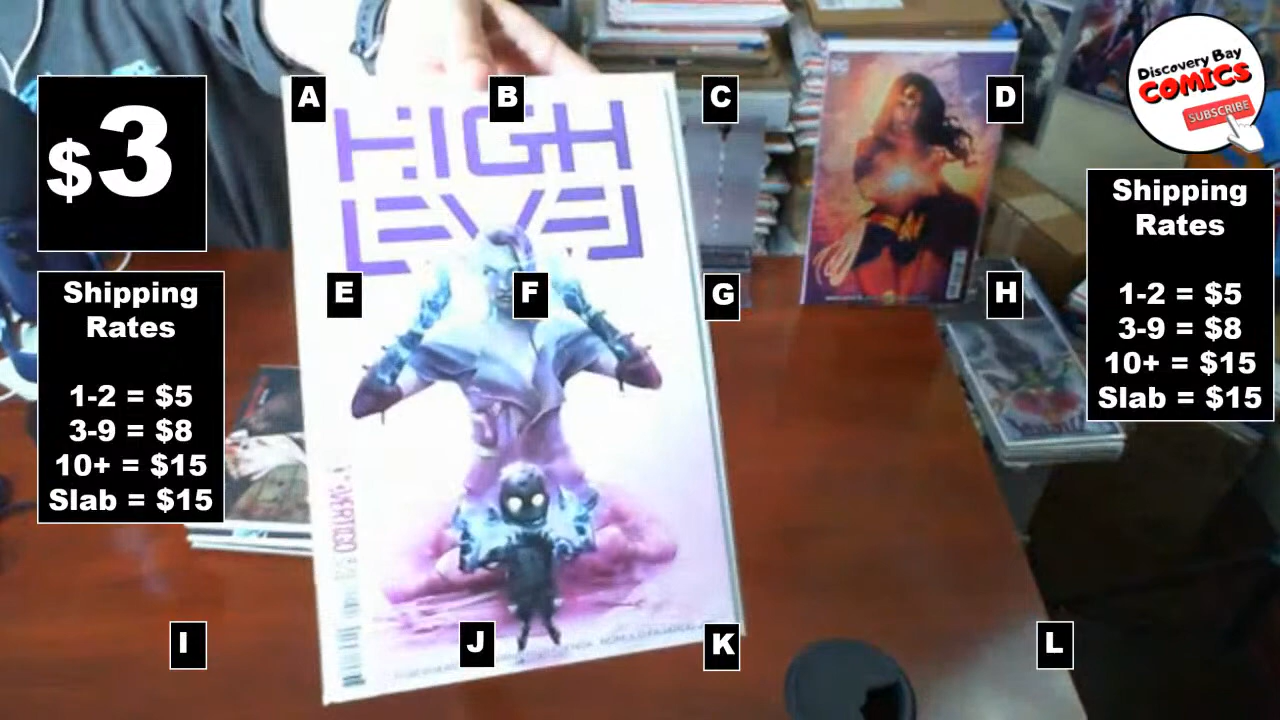 $3
Shipping
Rates
1-2 = $5
3-9 = $8
10+ = $15
Slab = $15
A
B
C
D
E
F
G
H
I
J
K
L
HIGH
LEVEL
VERTIGO
DC
Discovery Bay
COMICS
SUBSCRIBE
Shipping
Rates
1-2 = $5
3-9 = $8
10+ = $15
Slab = $15